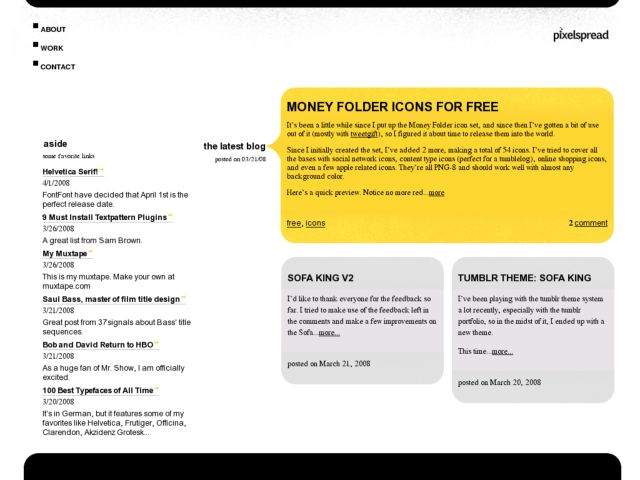 ABOUT
WORK
CONTACT
pixelspread
aside
some favorite links
Helvetica Serif!
4/1/2008
FontFont have decided that April 1st is the
perfect release date.
9 Must Install Textpattern Plugins
3/26/2008
A great list from Sam Brown.
My Muxtape
3/26/2008
This is my muxtape. Make your own at
muxtape.com
Saul Bass, master of film title design
3/21/2008
Great post from 37signals about Bass' title
sequences.
Bob and David Return to HBO
3/21/2008
As a huge fan of Mr. Show, I am officially
excited.
100 Best Typefaces of All Time
3/20/2008
It's in German, but it features some of my
favorites like Helvetica, Frutiger, Officina,
Clarendon, Akzidenz Grotesk...
the latest blog
posted on 03/21/08
MONEY FOLDER ICONS FOR FREE
It's been a little while since I put up the Money Folder icon set, and since then I've gotten a bit of use
out of it (mostly with tweetgift), so I figured it about time to release them into the world.
Since I initially created the set, I've added 2 more, making a total of 54 icons. I've tried to cover all
the bases with social network icons, content type icons (perfect for a tumblelog), online shopping icons,
and even a few apple related icons. They're all PNG-8 and should work well with almost any
background color.
Here's a quick preview. Notice no more red...more
free, icons
2 comment
SOFA KING V2
I'd like to thank everyone for the feedback so
far. I tried to make use of the feedback left in
the comments and make a few improvements on
the Sofa...more...
posted on March 21, 2008
TUMBLR THEME: SOFA KING
I've been playing with the tumblr theme system
a lot recently, especially with the tumblr
portfolio, so in the midst of it, I ended up with a
new theme.
This time...more...
posted on March 20, 2008